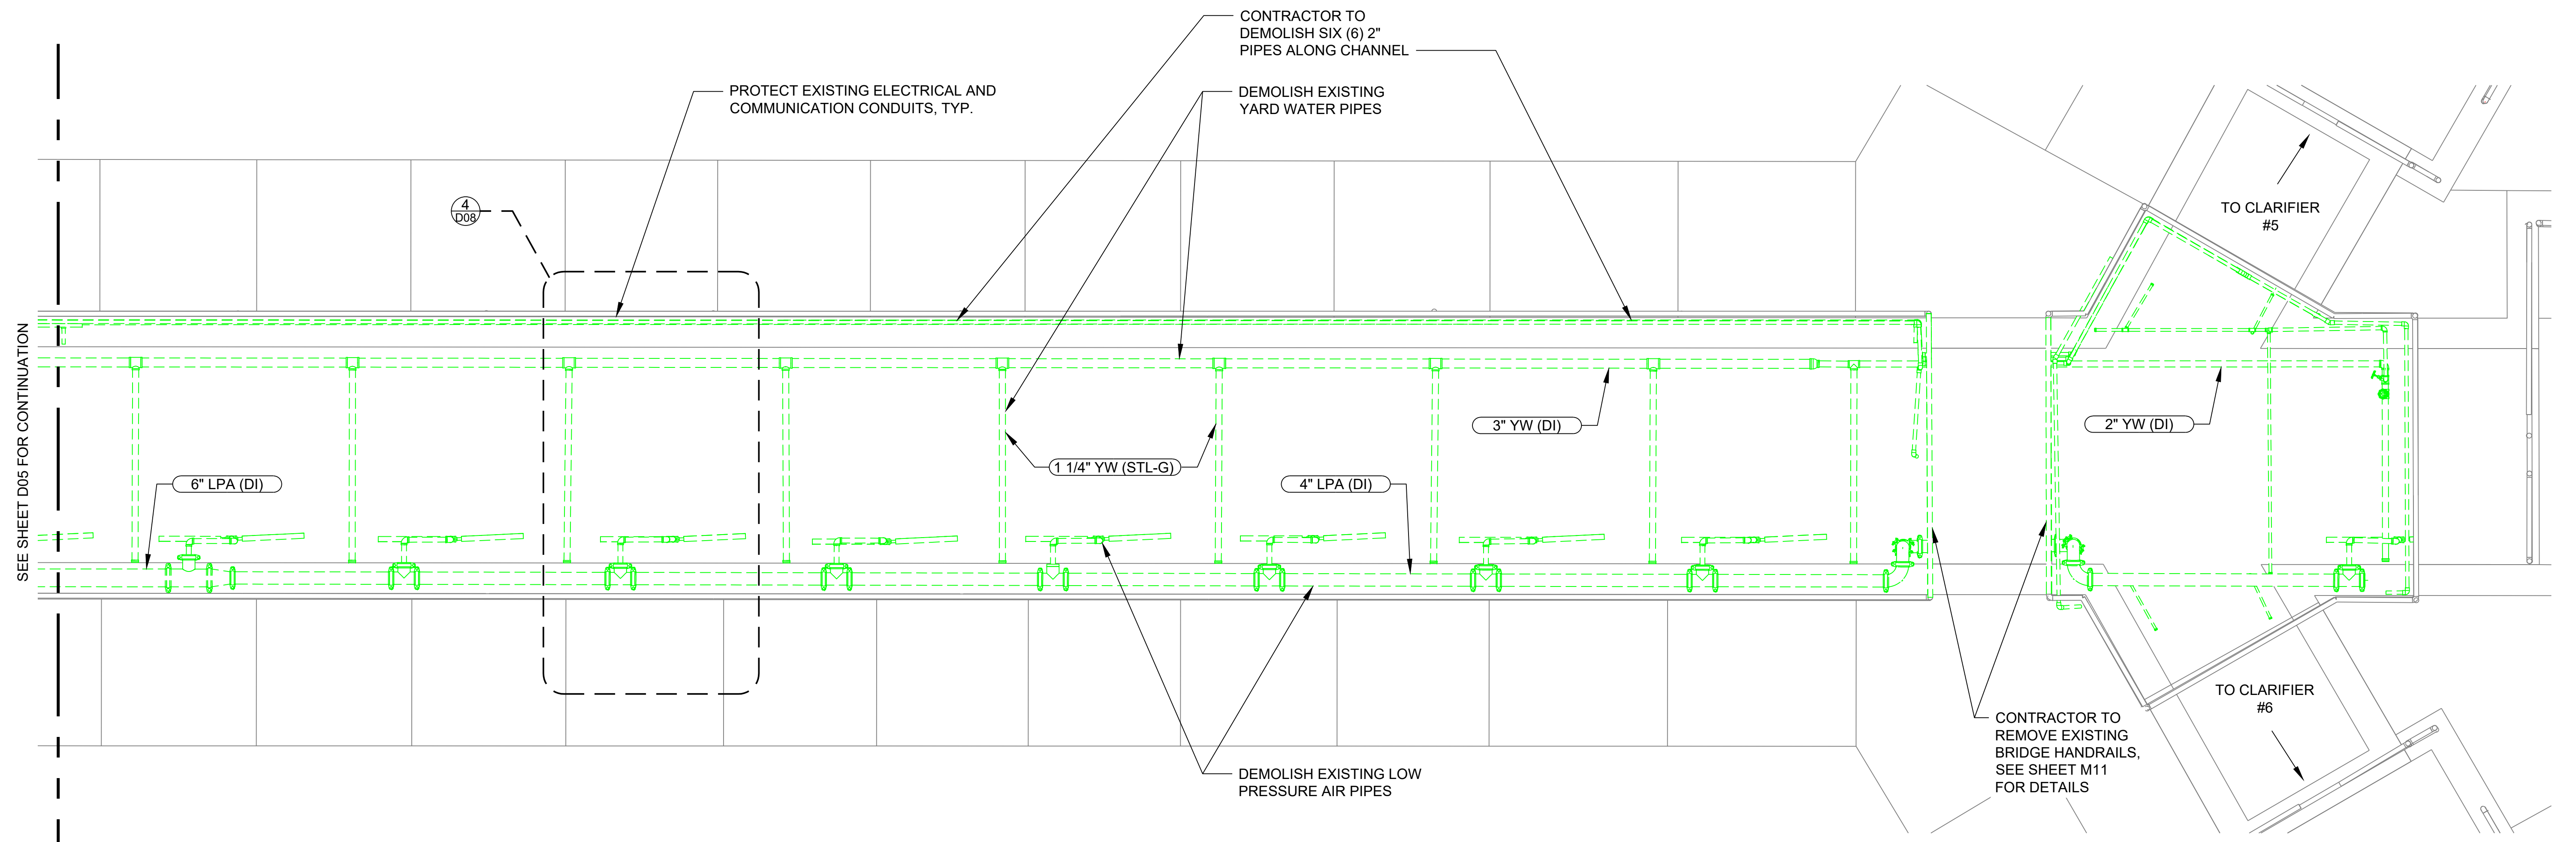 CONTRACTOR TO
DEMOLISH SIX (6) 2"
PIPES ALONG CHANNEL
PROTECT EXISTING ELECTRICAL AND
COMMUNICATION CONDUITS, TYP.
DEMOLISH EXISTING
YARD WATER PIPES
4
D08
TO CLARIFIER
#5
SEE SHEET D05 FOR CONTINUATION
3" YW (DI)
2" YW (DI)
1 1/4" YW (STL-G)
6" LPA (DI)
4" LPA (DI)
TO CLARIFIER
#6
CONTRACTOR TO
REMOVE EXISTING
BRIDGE HANDRAILS,
SEE SHEET M11
FOR DETAILS
DEMOLISH EXISTING LOW
PRESSURE AIR PIPES